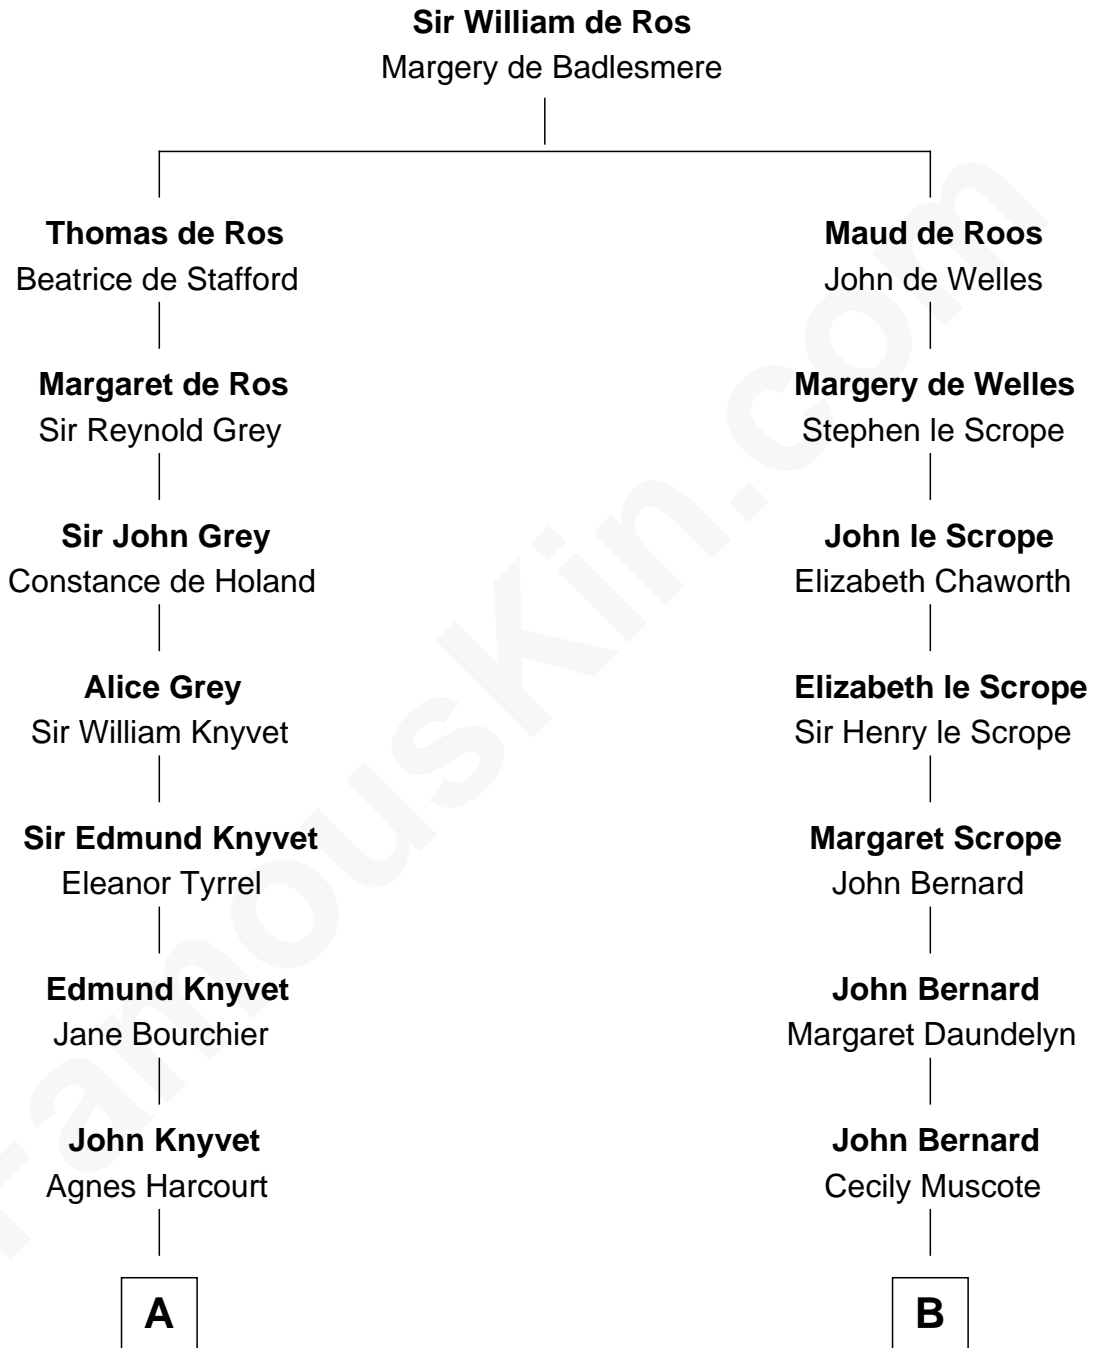 Sir William de Ros
Margery de Badlesmere
Thomas de Ros
Beatrice de Stafford
Maud de Roos
John de Welles
Margaret de Ros
Sir Reynold Grey
Margery de Welles
Stephen le Scrope
Sir John Grey
Constance de Holand
John le Scrope
Elizabeth Chaworth
Alice Grey
Sir William Knyvet
Elizabeth le Scrope
Sir Henry le Scrope
Sir Edmund Knyvet
Eleanor Tyrrel
Margaret Scrope
John Bernard
Edmund Knyvet
Jane Bourchier
John Bernard
Margaret Daundelyn
John Knyvet
Agnes Harcourt
John Bernard
Cecily Muscote
A
B
FamousKin.com